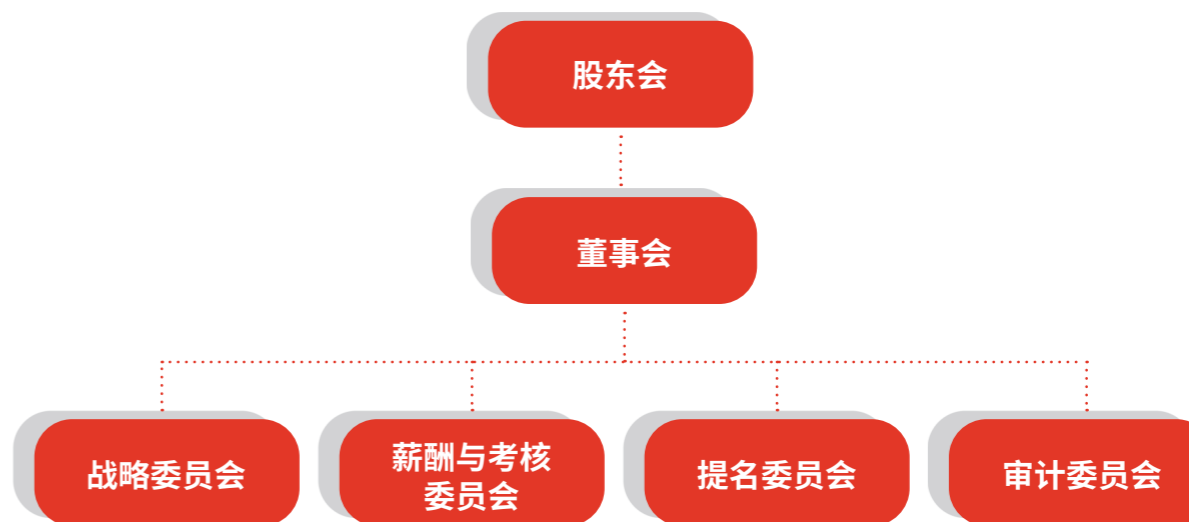 股东会
董事会
战略委员会
薪酬与考核
委员会
提名委员会
审计委员会